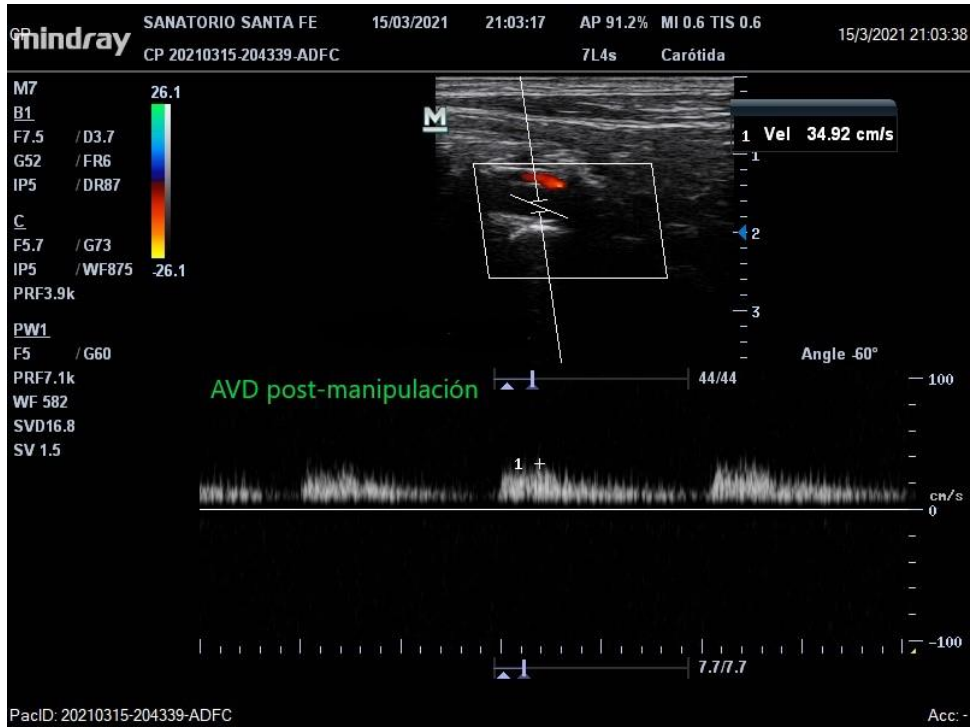 CP
mindray
SANATORIO SANTA FE 15/03/2021 21:03:17 AP 91.2% MI 0.6 TIS 0.6
15/3/2021 21:03:38
CP 20210315-204339-ADFC 7L4s Carótida
M7
B1
F7.5 / D3.7
G52 / FR6
IP5 / DR87
C
F5.7 / G73
IP5 / WF875
PRF3.9k
PW1
F5 / G60
PRF7.1k
WF 582
SVD16.8
SV 1.5
26.1
-26.1
M
1 Vel 34.92 cm/s
1
2
3
Angle -60°
44/44
AVD post-manipulación
100
1
cm/s
0
-100
7.7/7.7
PacID: 20210315-204339-ADFC
Acc: -